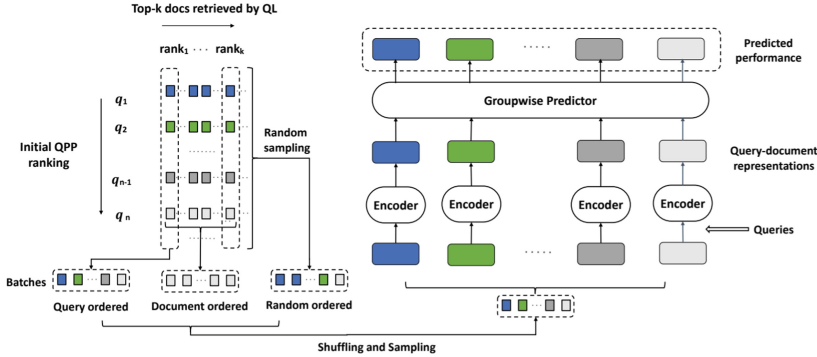 Top-k docs retrieved by QL
rank1 · · · · rankk
Initial QPP
ranking
q1
q2
qn-1
qn
Random
sampling
Batches
Query ordered
Document ordered
Random ordered
Shuffling and Sampling
Predicted
performance
Groupwise Predictor
Query-document
representations
Encoder
Encoder
Encoder
Encoder
Queries